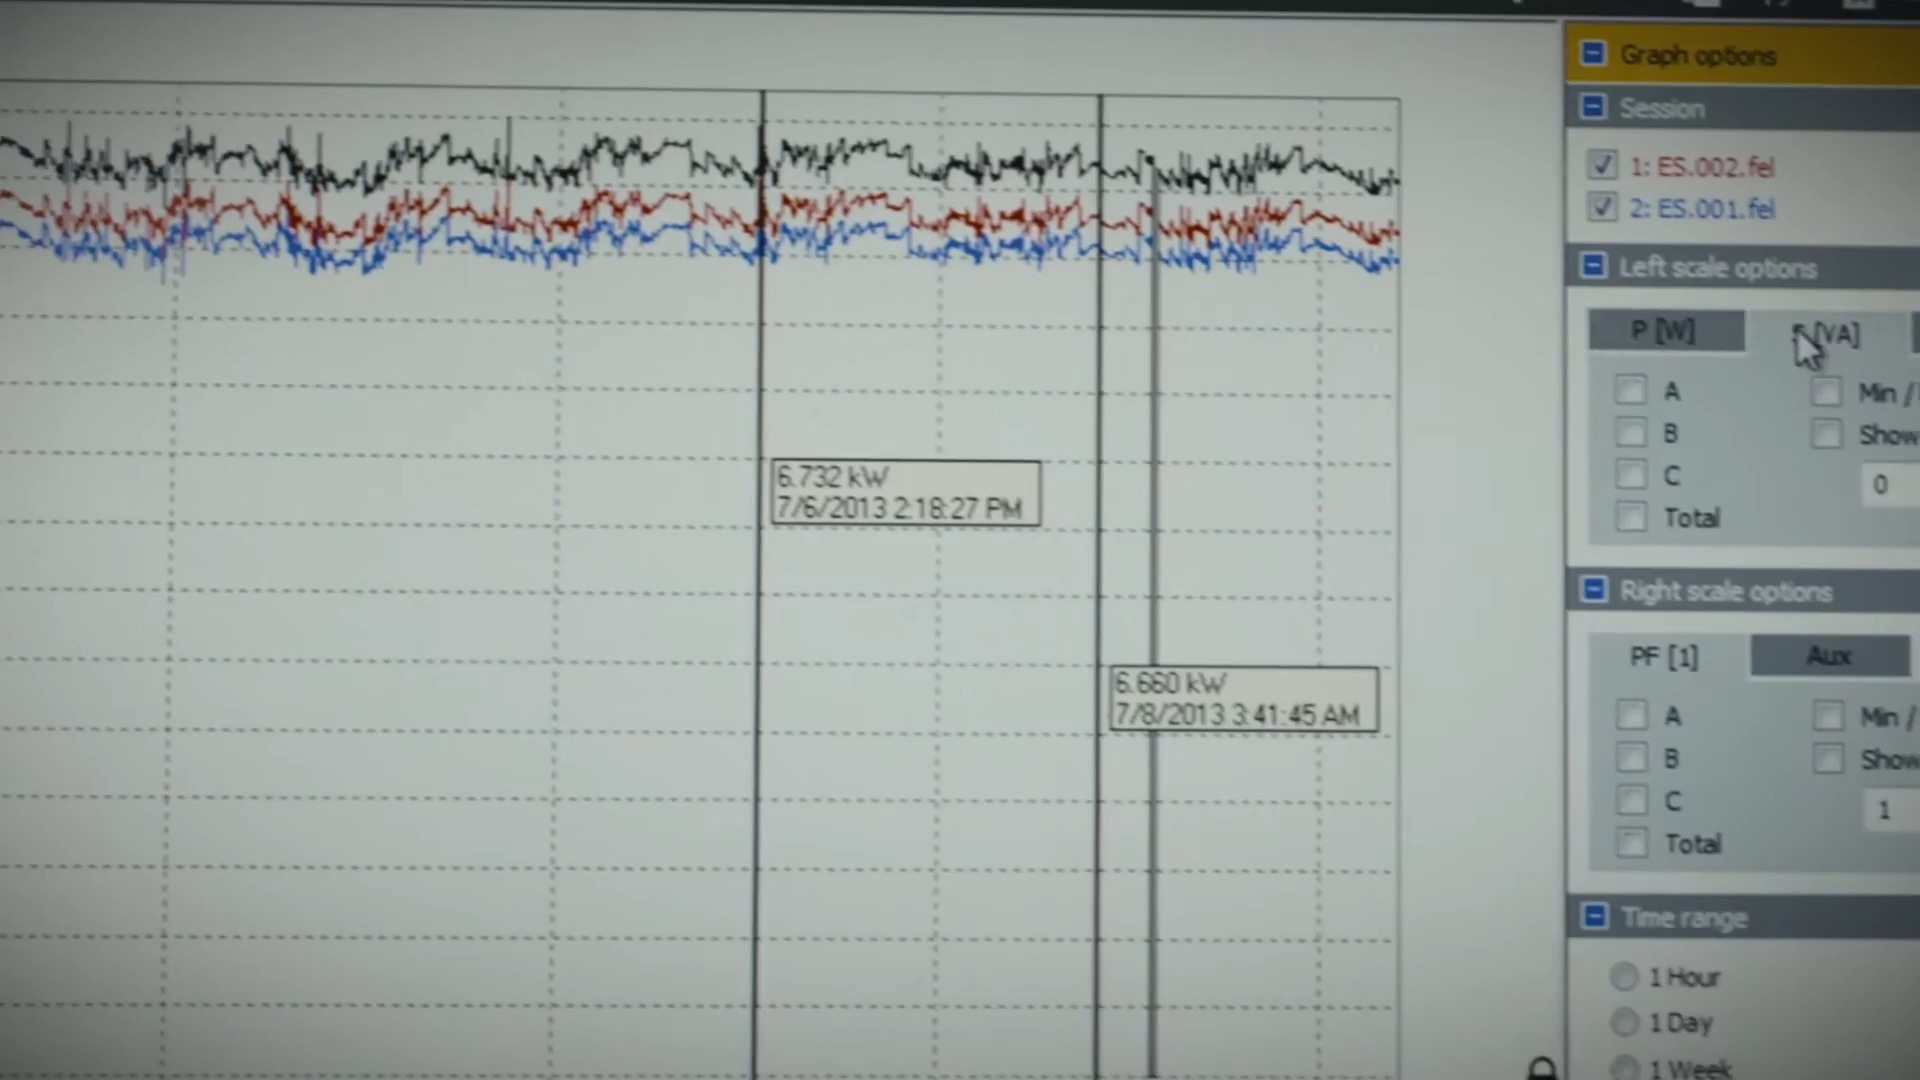 Graph options
Session
1: ES.002.fel
2: ES.001.fel
Left scale options
P [W]
[VA]
A
Min /
B
Show
C
0
Total
6.732 kW
7/6/2013 2:18:27 PM
Right scale options
PF [1]
Aux
6.660 kW
7/8/2013 3:41:45 AM
A
Min /
B
Show
C
1
Total
Time range
1 Hour
1 Day
1 Week